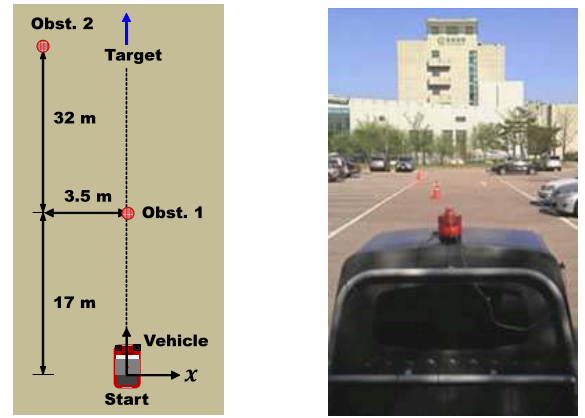 Obst. 2
Target
32 m
3.5 m
Obst. 1
17 m
Vehicle
x
Start